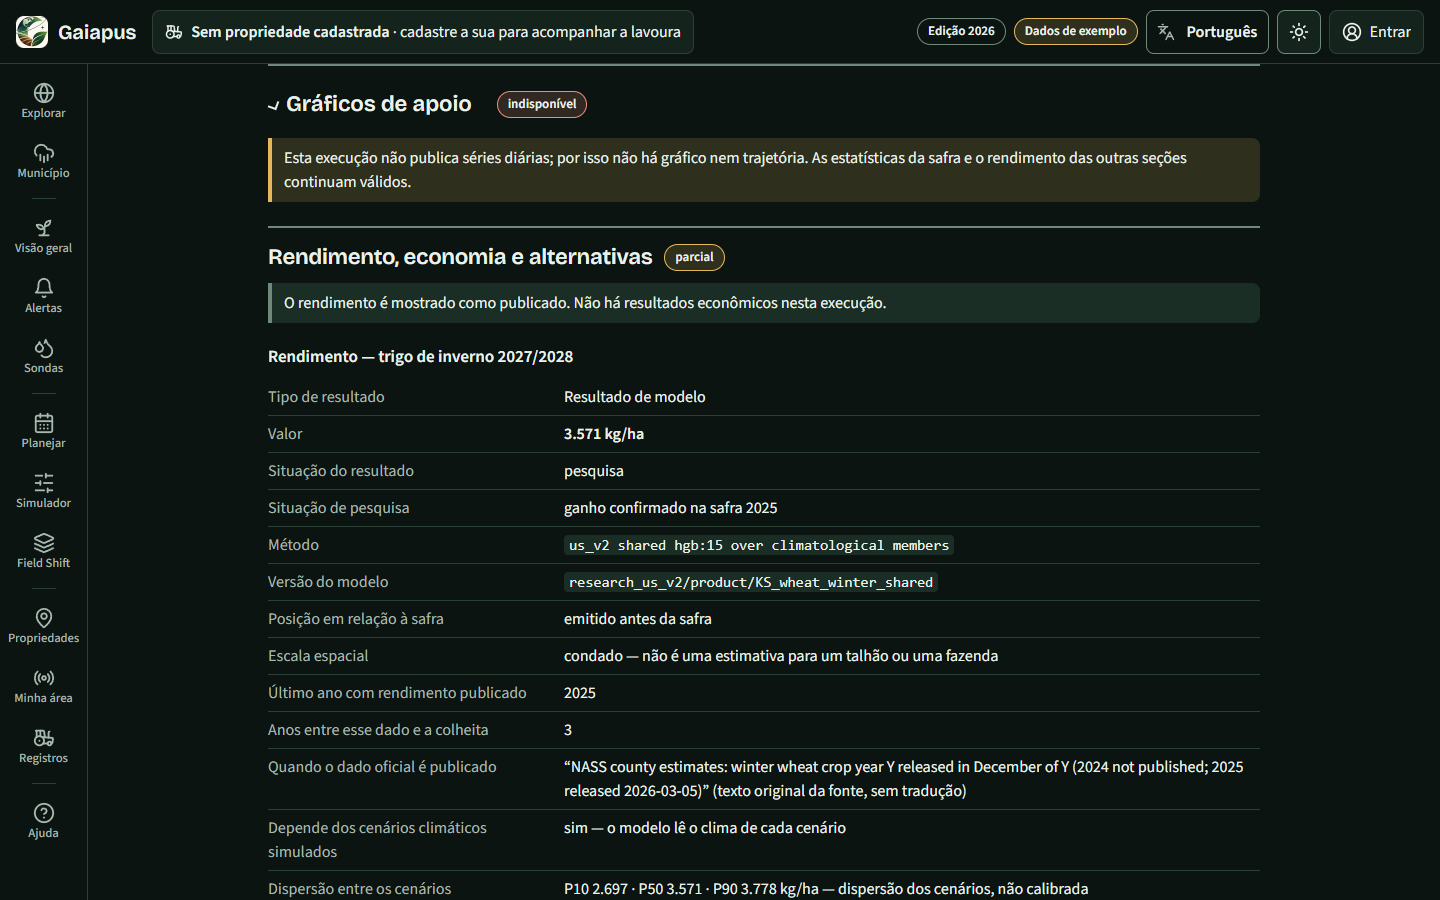 Gaiapus
Sem propriedade cadastrada · cadastre a sua para acompanhar a lavoura
Edição 2026
Dados de exemplo
Português
Entrar
Explorar
Município
Visão geral
Alertas
Sondas
Planejar
Simulador
Field Shift
Propriedades
Minha área
Registros
Ajuda
Gráficos de apoio
indisponível
Esta execução não publica séries diárias; por isso não há gráfico nem trajetória. As estatísticas da safra e o rendimento das outras seções
continuam válidos.
Rendimento, economia e alternativas
parcial
O rendimento é mostrado como publicado. Não há resultados econômicos nesta execução.
Rendimento — trigo de inverno 2027/2028
Tipo de resultado
Resultado de modelo
Valor
3.571 kg/ha
Situação do resultado
pesquisa
Situação de pesquisa
ganho confirmado na safra 2025
Método
us_v2 shared hgb:15 over climatological members
Versão do modelo
research_us_v2/product/KS_wheat_winter_shared
Posição em relação à safra
emitido antes da safra
Escala espacial
condado — não é uma estimativa para um talhão ou uma fazenda
Último ano com rendimento publicado
2025
Anos entre esse dado e a colheita
3
Quando o dado oficial é publicado
“NASS county estimates: winter wheat crop year Y released in December of Y (2024 not published; 2025
released 2026-03-05)” (texto original da fonte, sem tradução)
Depende dos cenários climáticos
simulados
sim — o modelo lê o clima de cada cenário
Dispersão entre os cenários
P10 2.697 · P50 3.571 · P90 3.778 kg/ha — dispersão dos cenários, não calibrada